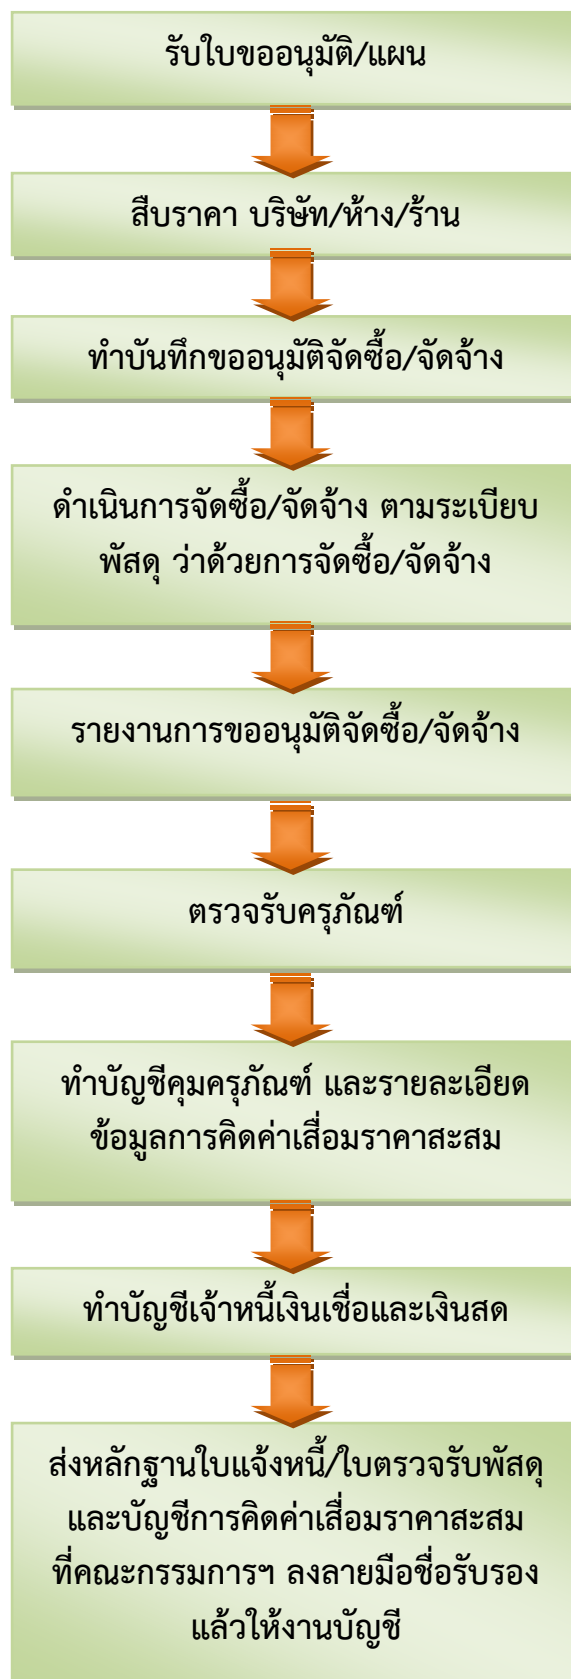 รับใบขออนุมัติ/แผน
สืบราคา บริษัท/ห้าง/ร้าน
ทำบันทึกขออนุมัติจัดซื้อ/จัดจ้าง
ดำเนินการจัดซื้อ/จัดจ้าง ตามระเบียบ
พัสดุ ว่าด้วยการจัดซื้อ/จัดจ้าง
รายงานการขออนุมัติจัดซื้อ/จัดจ้าง
ตรวจรับครุภัณฑ์
ทำบัญชีคุมครุภัณฑ์ และรายละเอียด
ข้อมูลการคิดค่าเสื่อมราคาสะสม
ทำบัญชีเจ้าหนี้เงินเชื่อและเงินสด
ส่งหลักฐานใบแจ้งหนี้/ใบตรวจรับพัสดุ
และบัญชีการคิดค่าเสื่อมราคาสะสม
ที่คณะกรรมการฯ ลงลายมือชื่อรับรอง
แล้วให้งานบัญชี